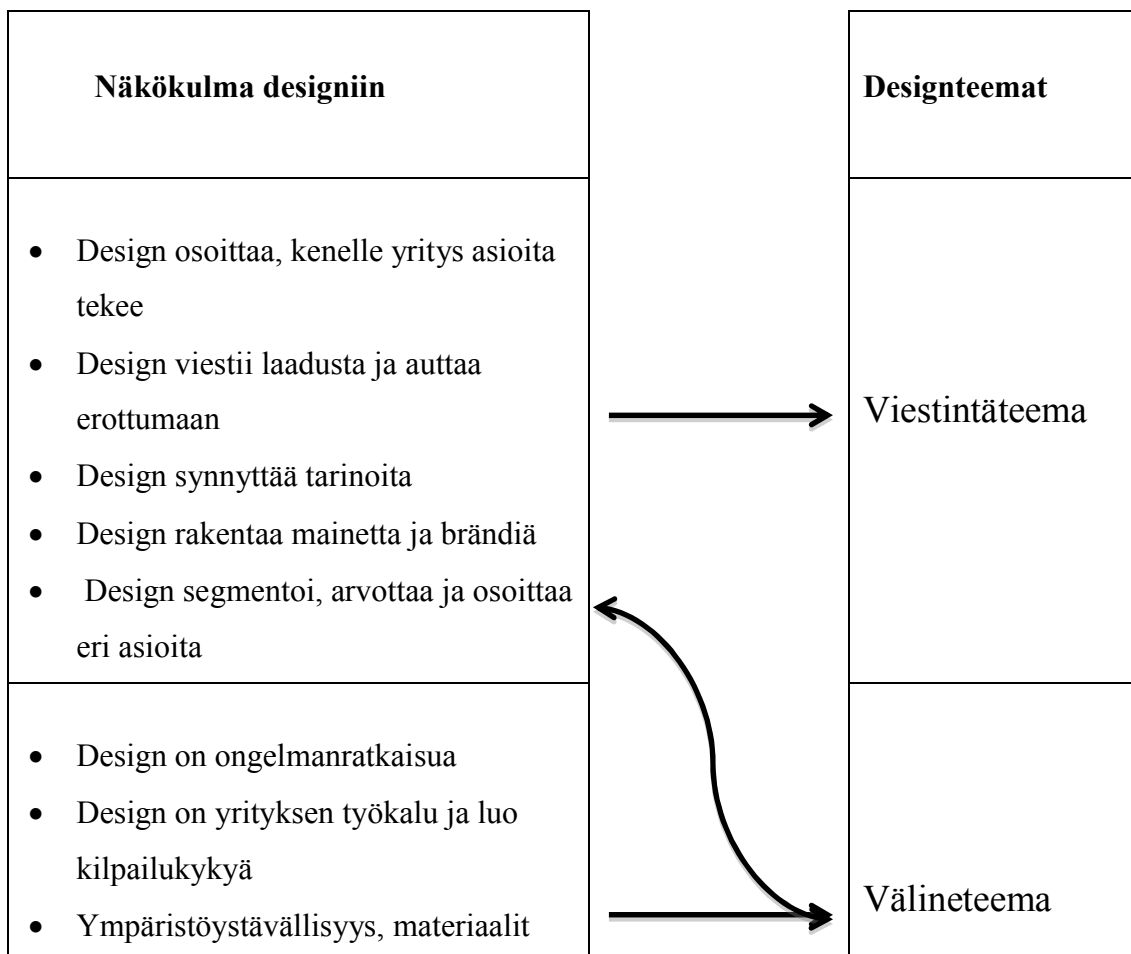 Näkökulma designiin
Designteemat
Design osoittaa, kenelle yritys asioita
tekee
Design viestii laadusta ja auttaa
erottumaan
Design synnyttää tarinoita
Design rakentaa mainetta ja brändiä
Design segmentoi, arvottaa ja osoittaa
eri asioita
Viestintäteema
Design on ongelmanratkaisua
Design on yrityksen työkalu ja luo
kilpailukykyä
Ympäristöystävällisyys, materiaalit
Välineteema